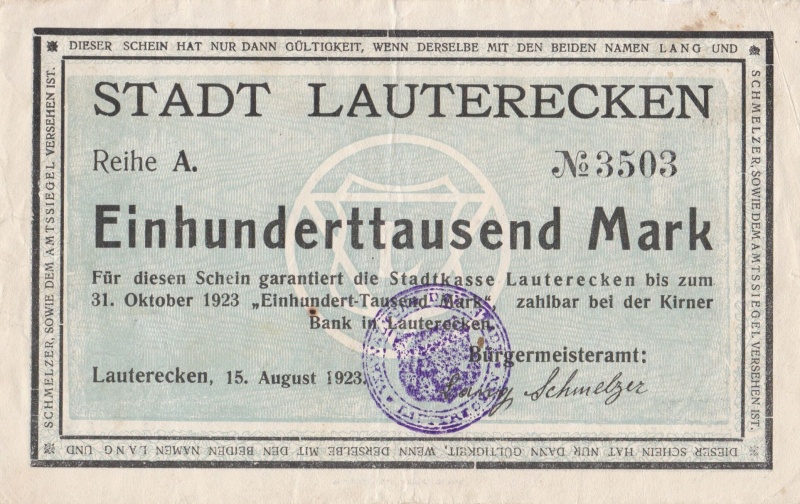 DIESER SCHEIN HAT NUR DANN GÜLTIGKEIT, WENN DERSELBE MIT DEN BEIDEN NAMEN LANG UND
SCHMELZER, SOWIE DEM AMTSSIEGEL VERSEHEN IST.
STADT LAUTERECKEN
Reihe A.
№ 3503
Einhunderttausend Mark
Für diesen Schein garantiert die Stadtkasse Lauterecken bis zum
31. Oktober 1923 „Einhundert-Tausend Mark“, zahlbar bei der Kirner
Bank in Lauterecken.
Bürgermeisteramt:
Lauterecken, 15. August 1923.
Lang Schmelzer
SCHMELZER, SOWIE DEM AMTSSIEGEL VERSEHEN IST.
DIESER SCHEIN HAT NUR DANN GÜLTIGKEIT, WENN DERSELBE MIT DEN BEIDEN NAMEN LANG UND